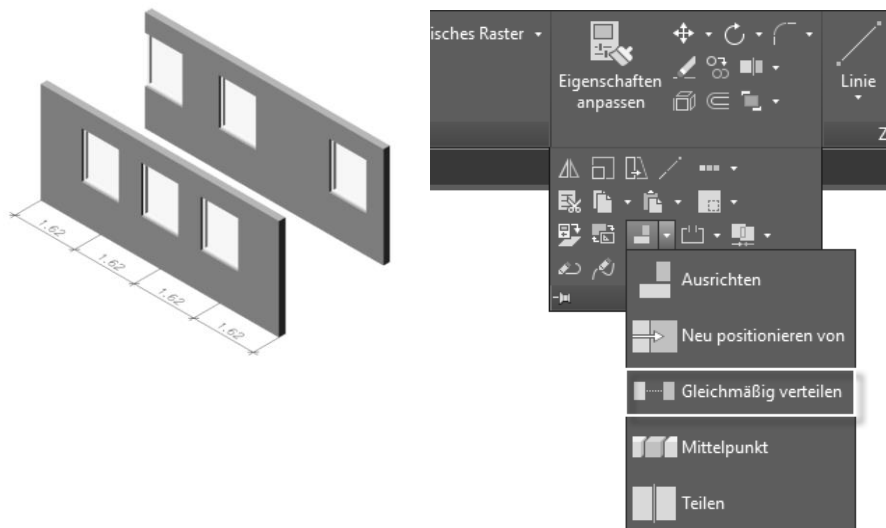 1.62
1.62
1.62
1.62
isches Raster
Eigenschaften
anpassen
Linie
Z
Ausrichten
Neu positionieren von
Gleichmäßig verteilen
Mittelpunkt
Teilen